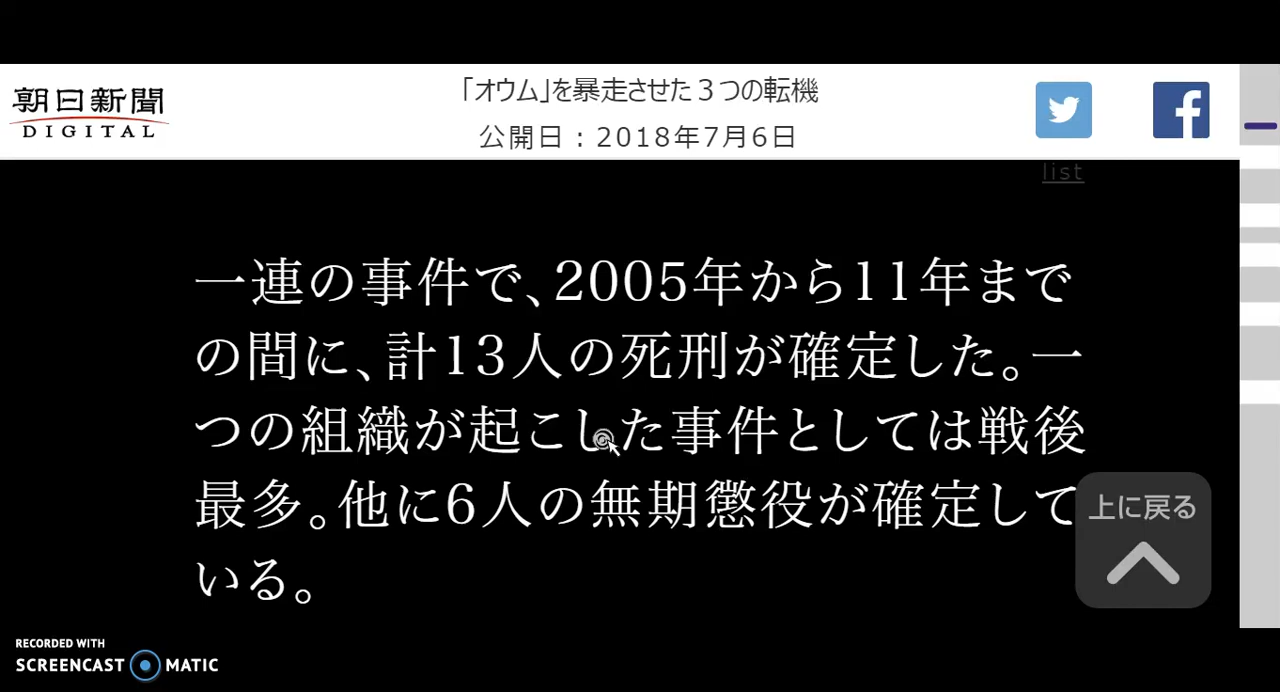 朝日新聞
DIGITAL
「オウム」を暴走させた３つの転機
公開日：2018年7月6日
list
一連の事件で、2005年から11年まで
の間に、計13人の死刑が確定した。一
つの組織が起こした事件としては戦後
最多。他に6人の無期懲役が確定して
いる。
上に戻る
RECORDED WITH
SCREENCAST MATIC